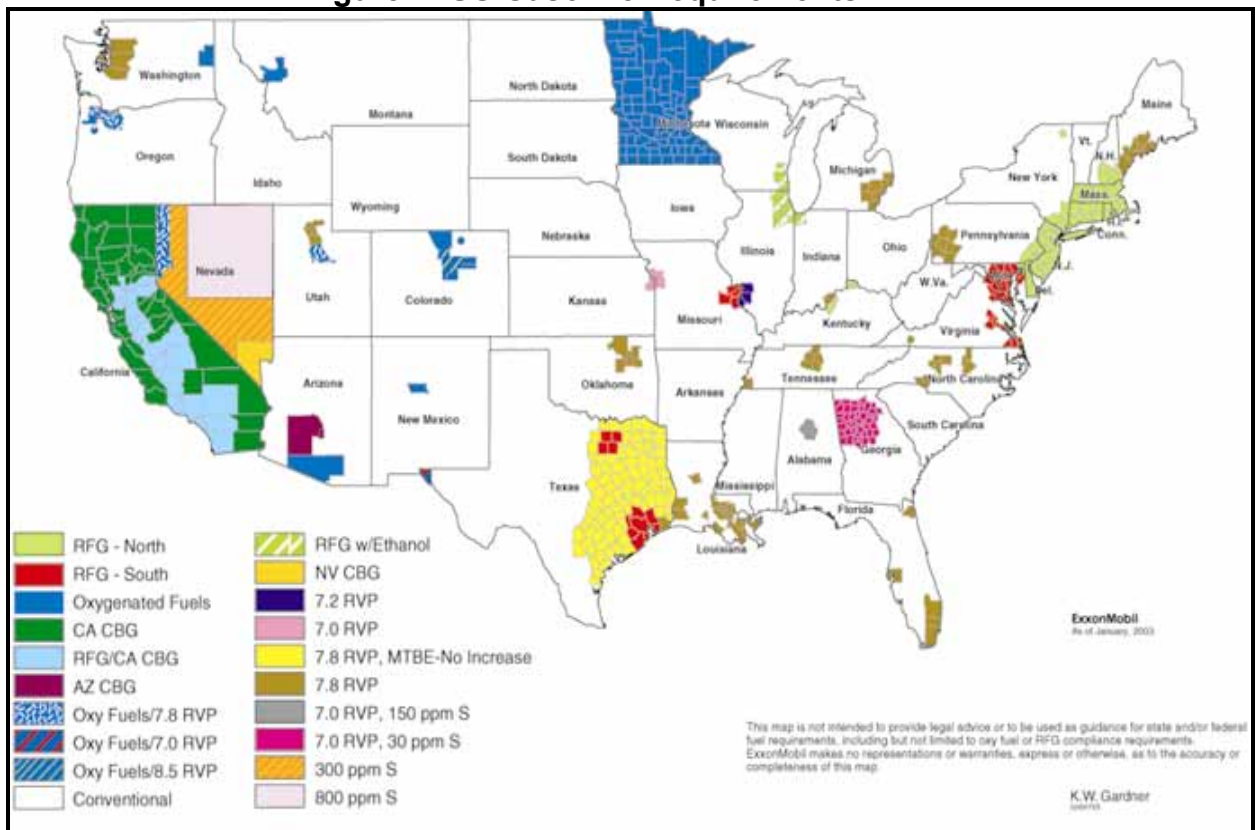 Washington
Montana
North Dakota
Minnesota
Wisconsin
Maine
Oregon
Idaho
South Dakota
Michigan
Vt.
N.H.
New York
Mass.
Wyoming
Iowa
Nebraska
Illinois
Indiana
Ohio
Pennsylvania
Conn.
N.J.
Nevada
Utah
Colorado
Kansas
Missouri
W.Va.
Del.
Kentucky
Virginia
California
Arizona
New Mexico
Oklahoma
Arkansas
Tennessee
North Carolina
South Carolina
Texas
Mississippi
Alabama
Georgia
Louisiana
Florida
RFG - North
RFG - South
Oxygenated Fuels
CA CBG
RFG/CA CBG
AZ CBG
Oxy Fuels/7.8 RVP
Oxy Fuels/7.0 RVP
Oxy Fuels/8.5 RVP
Conventional
RFG w/Ethanol
NV CBG
7.2 RVP
7.0 RVP
7.8 RVP, MTBE-No Increase
7.8 RVP
7.0 RVP, 150 ppm S
7.0 RVP, 30 ppm S
300 ppm S
800 ppm S
ExxonMobil
As of January, 2003
This map is not intended to provide legal advice or to be used as guidance for state and/or federal
fuel requirements, including but not limited to oxy fuel or RFG compliance requirements.
ExxonMobil makes no representations or warranties, express or otherwise, as to the accuracy or
completeness of this map.
K.W. Gardner